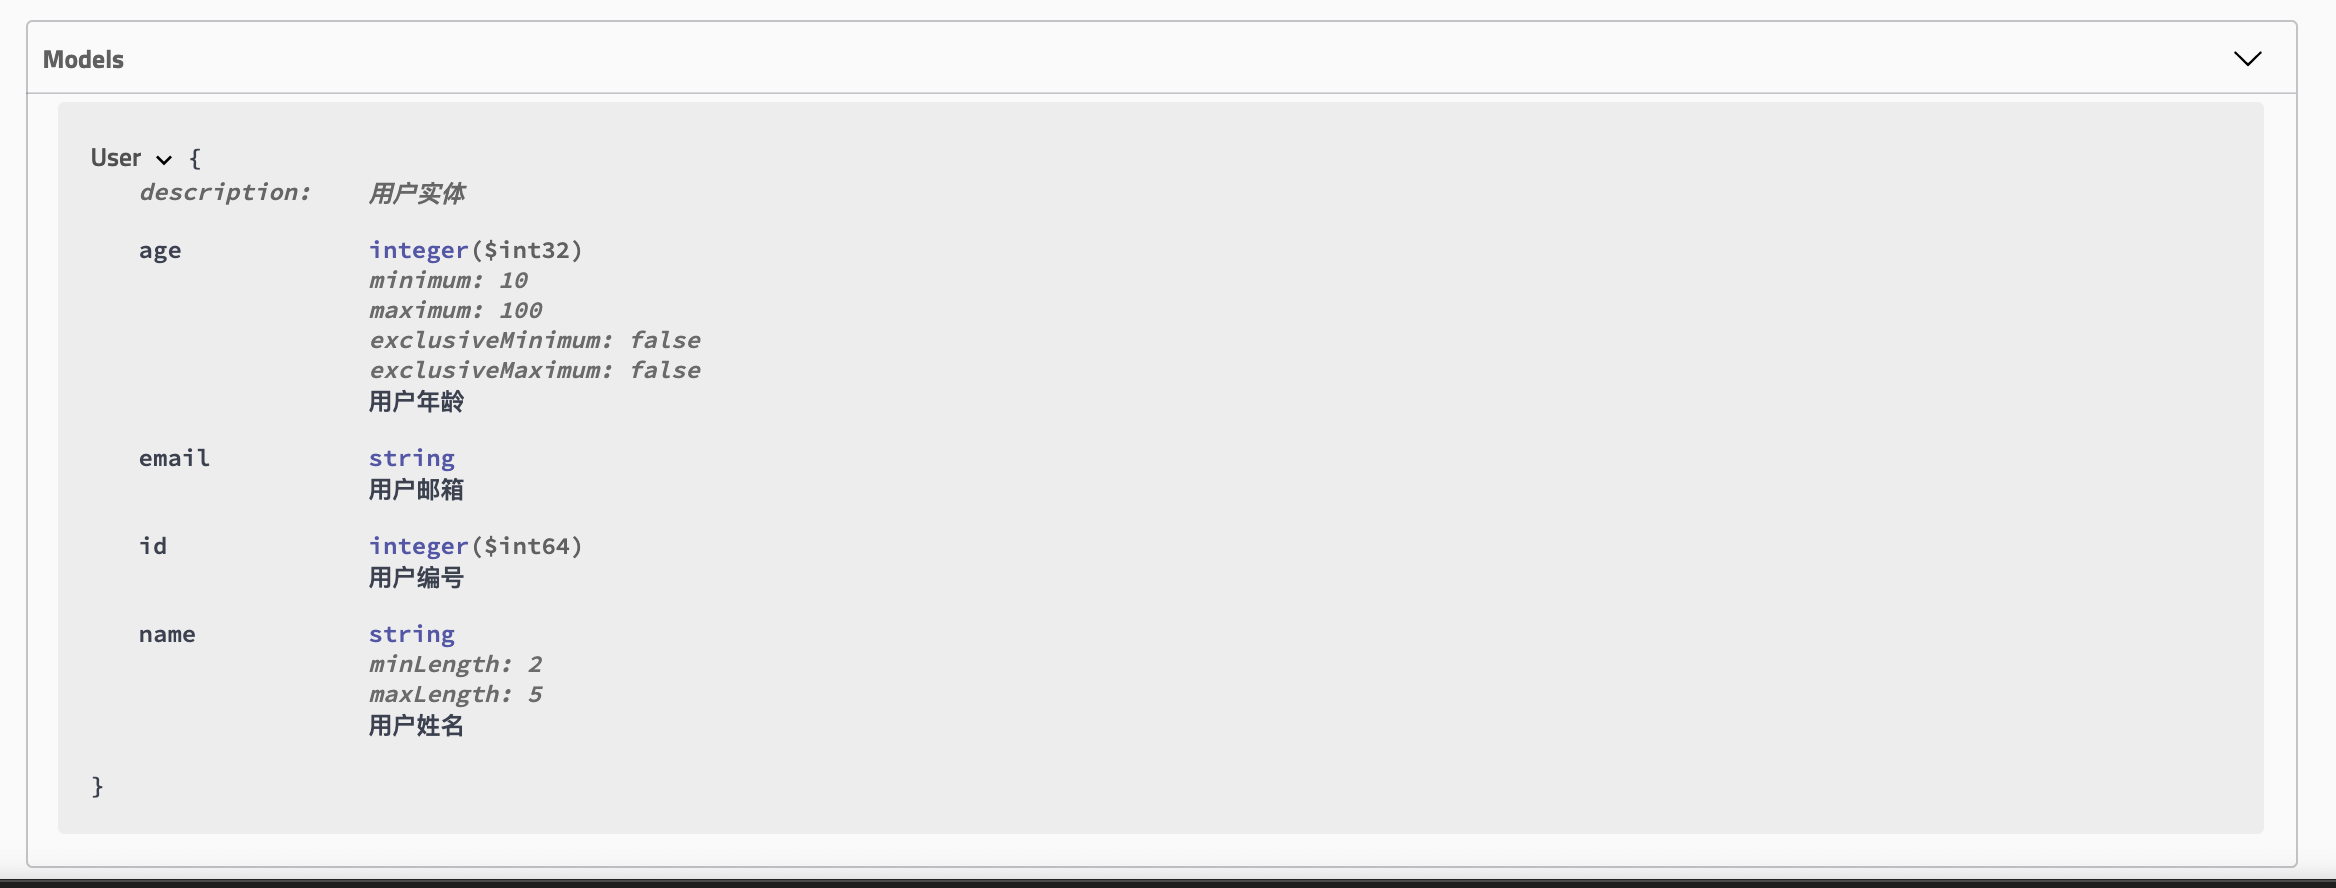 Models
User {
description: 用户实体
age integer($int32)
minimum: 10
maximum: 100
exclusiveMinimum: false
exclusiveMaximum: false
用户年龄
email string
用户邮箱
id integer($int64)
用户编号
name string
minLength: 2
maxLength: 5
用户姓名
}